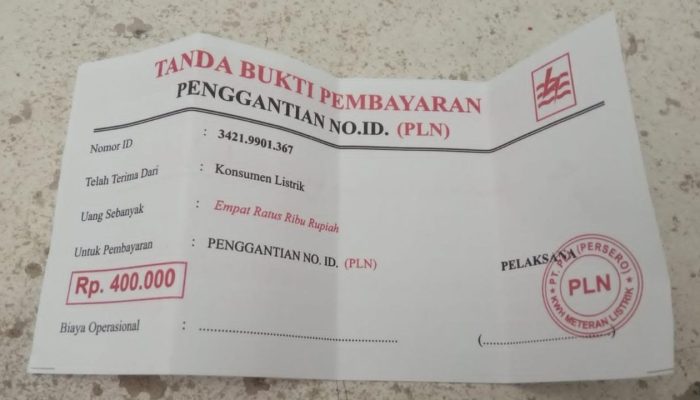 TANDA BUKTI PEMBAYARAN
PENGGANTIAN NO.ID. (PLN)
Nomor ID : 3421.9901.367
Telah Terima Dari : Konsumen Listrik
Uang Sebanyak : Empat Ratus Ribu Rupiah
Untuk Pembayaran : PENGGANTIAN NO. ID. (PLN)
Rp. 400.000
PELAKSANA
PT. PLN (PERSERO)
PLN
KWH METERAN LISTRIK
Biaya Operasional : ................................................ (................................)